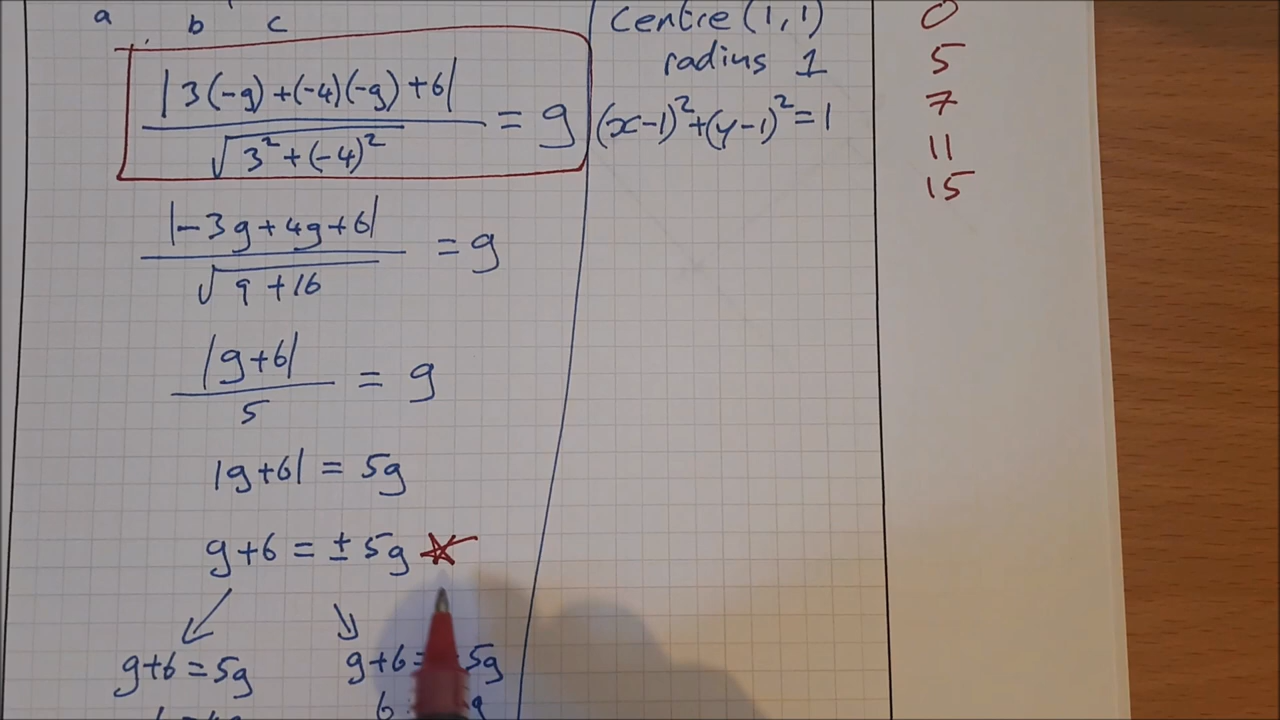 a b c
|3(-g)+(-4)(-g)+6| / √3²+(-4)² = g
|-3g+4g+6| / √9+16 = g
|g+6| / 5 = g
|g+6| = 5g
g+6 = ± 5g
g+6 = 5g
g+6 = 5g
6 g
Centre (1,1)
radius 1
(x-1)²+(y-1)²=1
0
5
7
11
15